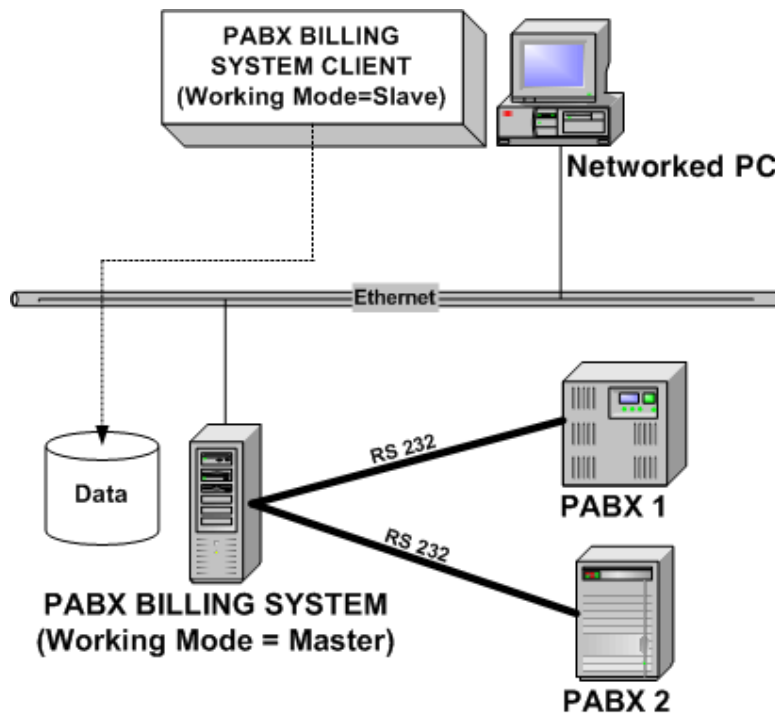 PABX BILLING
SYSTEM CLIENT
(Working Mode=Slave)
Networked PC
Ethernet
RS 232
Data
PABX 1
RS 232
PABX BILLING SYSTEM
(Working Mode = Master)
PABX 2